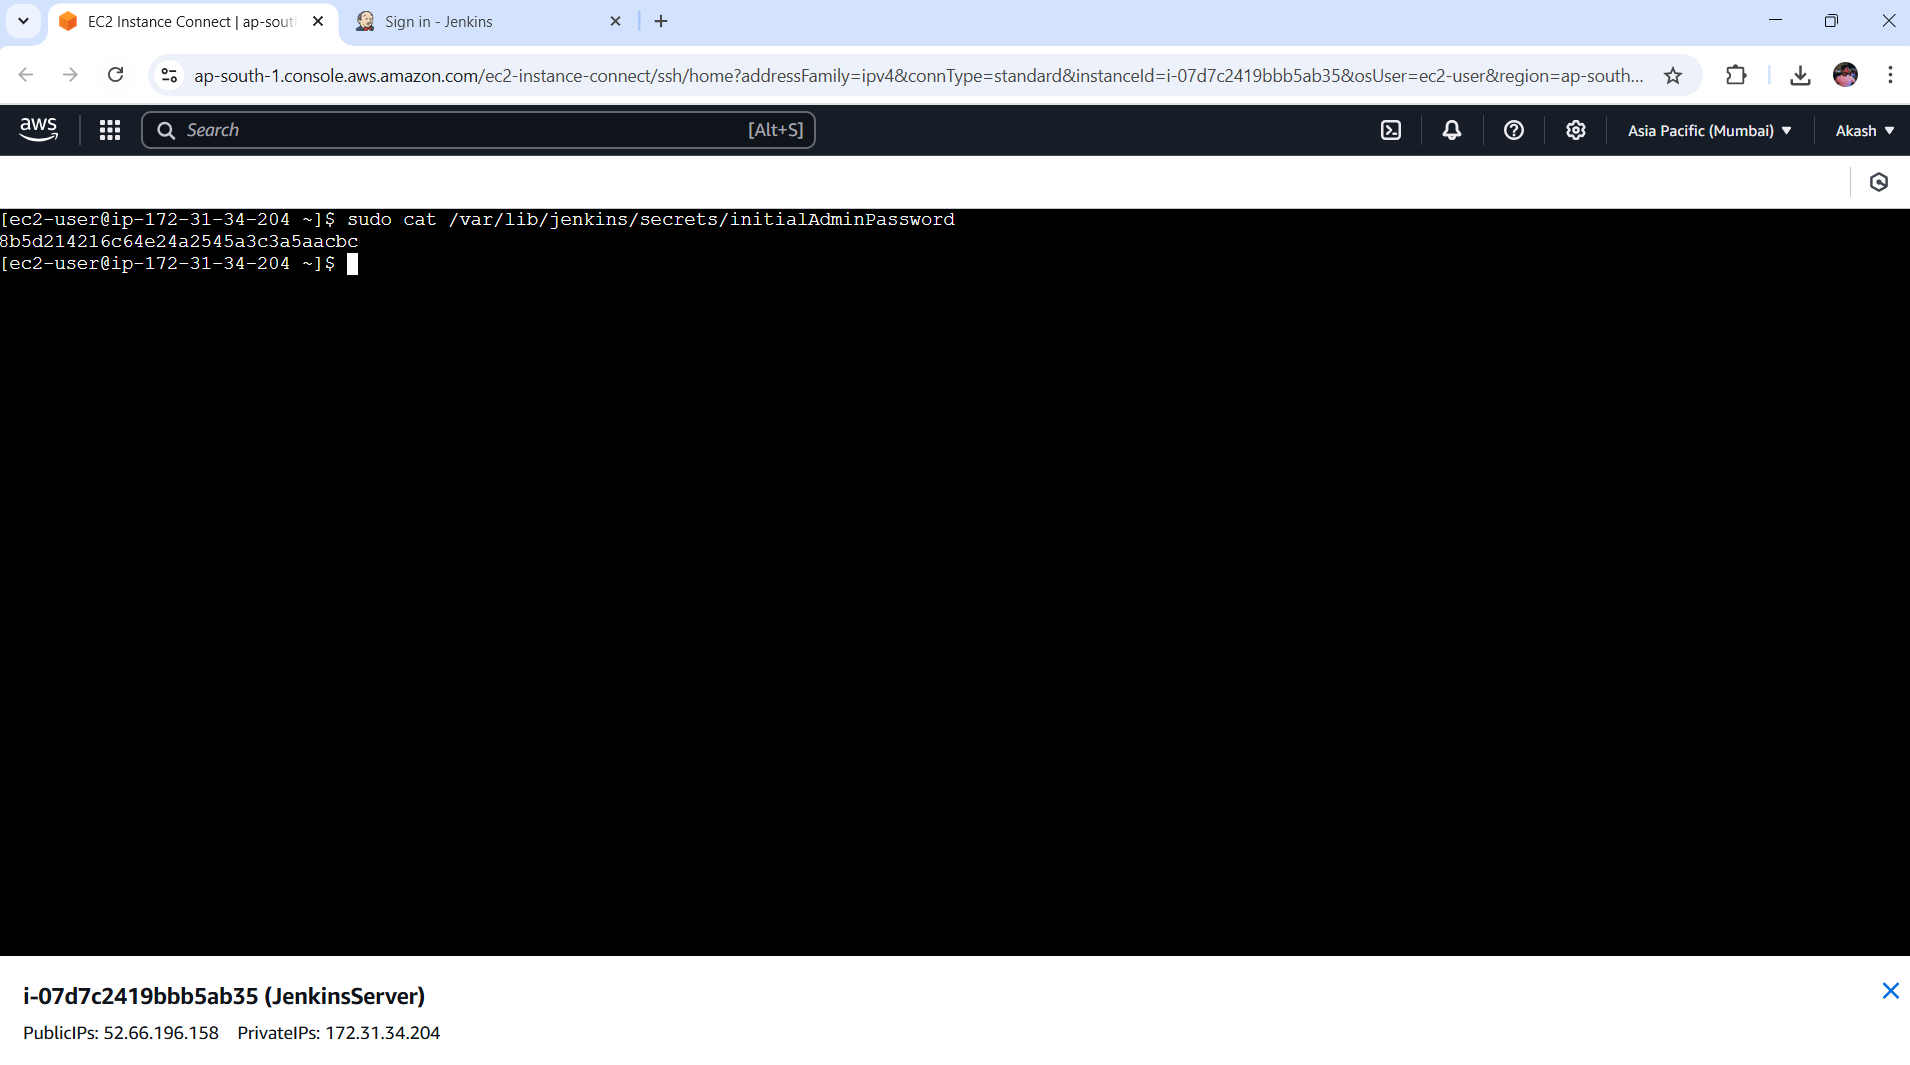 EC2 Instance Connect | ap-sout
Sign in - Jenkins
ap-south-1.console.aws.amazon.com/ec2-instance-connect/ssh/home?addressFamily=ipv4&connType=standard&instanceId=i-07d7c2419bbb5ab35&osUser=ec2-user&region=ap-south...
aws
Search
[Alt+S]
Asia Pacific (Mumbai)
Akash
[ec2-user@ip-172-31-34-204 ~]$ sudo cat /var/lib/jenkins/secrets/initialAdminPassword
8b5d214216c64e24a2545a3c3a5aacbc
[ec2-user@ip-172-31-34-204 ~]$
i-07d7c2419bbb5ab35 (JenkinsServer)
PublicIPs: 52.66.196.158 PrivateIPs: 172.31.34.204